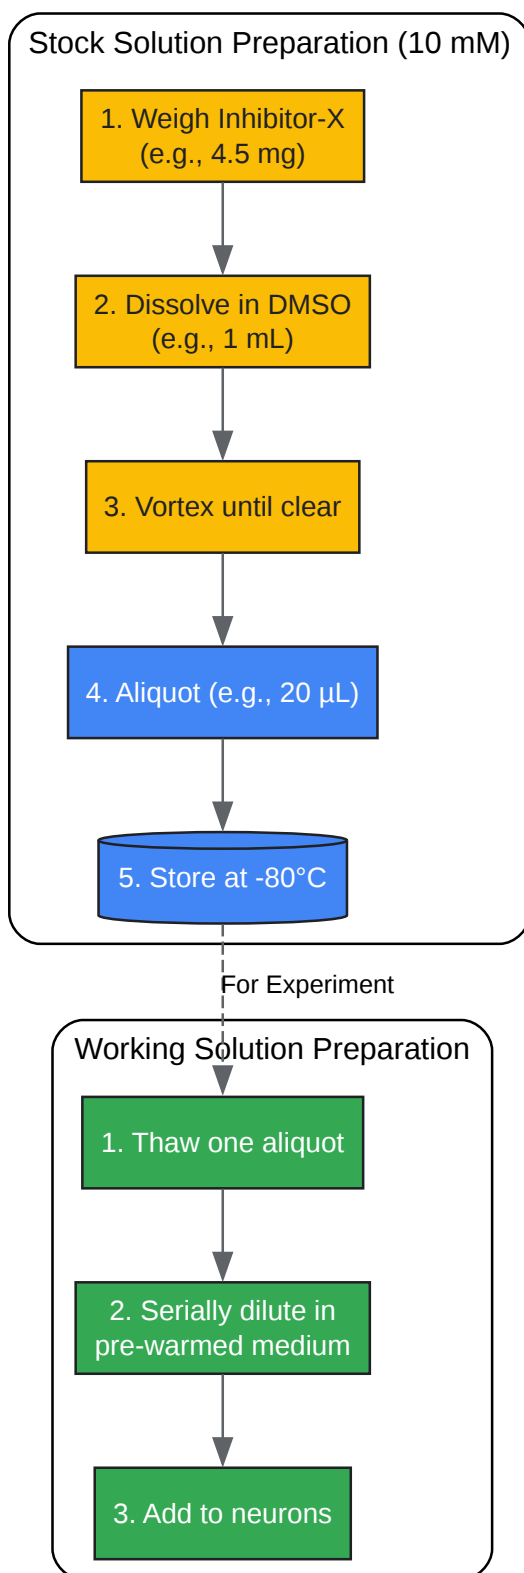 Stock Solution Preparation (10 mM)
1. Weigh Inhibitor-X
(e.g., 4.5 mg)
2. Dissolve in DMSO
(e.g., 1 mL)
3. Vortex until clear
4. Aliquot (e.g., 20 µL)
5. Store at -80°C
For Experiment
Working Solution Preparation
1. Thaw one aliquot
2. Serially dilute in
pre-warmed medium
3. Add to neurons